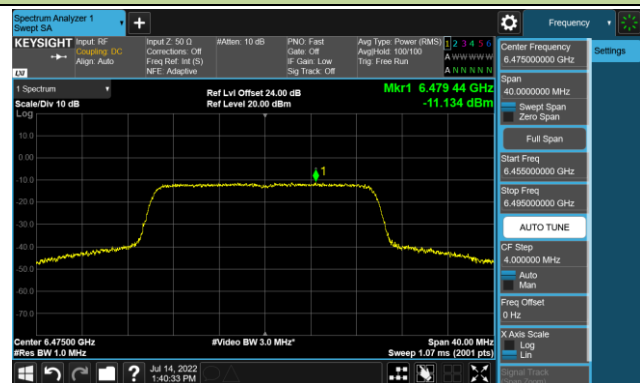 Spectrum Analyzer 1
Swept SA
Frequency
KEYSIGHT
Input: RF
Coupling: DC
Align: Auto
Input Z: 50 Ω
Corrections: Off
Freq Ref: Int (S)
NFE: Adaptive
#Atten: 10 dB
PNO: Fast
Gate: Off
IF Gain: Low
Sig Track: Off
Avg Type: Power (RMS)
Avg|Hold: 100/100
Trig: Free Run
1 2 3 4 5 6
A W W W W W
A N N N N N
LXI
Center Frequency
6.475000000 GHz
Settings
Span
40.0000000 MHz
Swept Span
Zero Span
Full Span
Start Freq
6.455000000 GHz
Stop Freq
6.495000000 GHz
AUTO TUNE
CF Step
4.000000 MHz
Auto
Man
Freq Offset
0 Hz
X Axis Scale
Log
Lin
Signal Track
1 Spectrum
Scale/Div 10 dB
Log
Ref Lvl Offset 24.00 dB
Ref Level 20.00 dBm
Mkr1 6.479 44 GHz
-11.134 dBm
10.0
0.00
-10.0
-20.0
-30.0
-40.0
-50.0
-60.0
-70.0
1
Center 6.47500 GHz
#Res BW 1.0 MHz
#Video BW 3.0 MHz*
Span 40.00 MHz
Sweep 1.07 ms (2001 pts)
Jul 14, 2022
1:40:33 PM